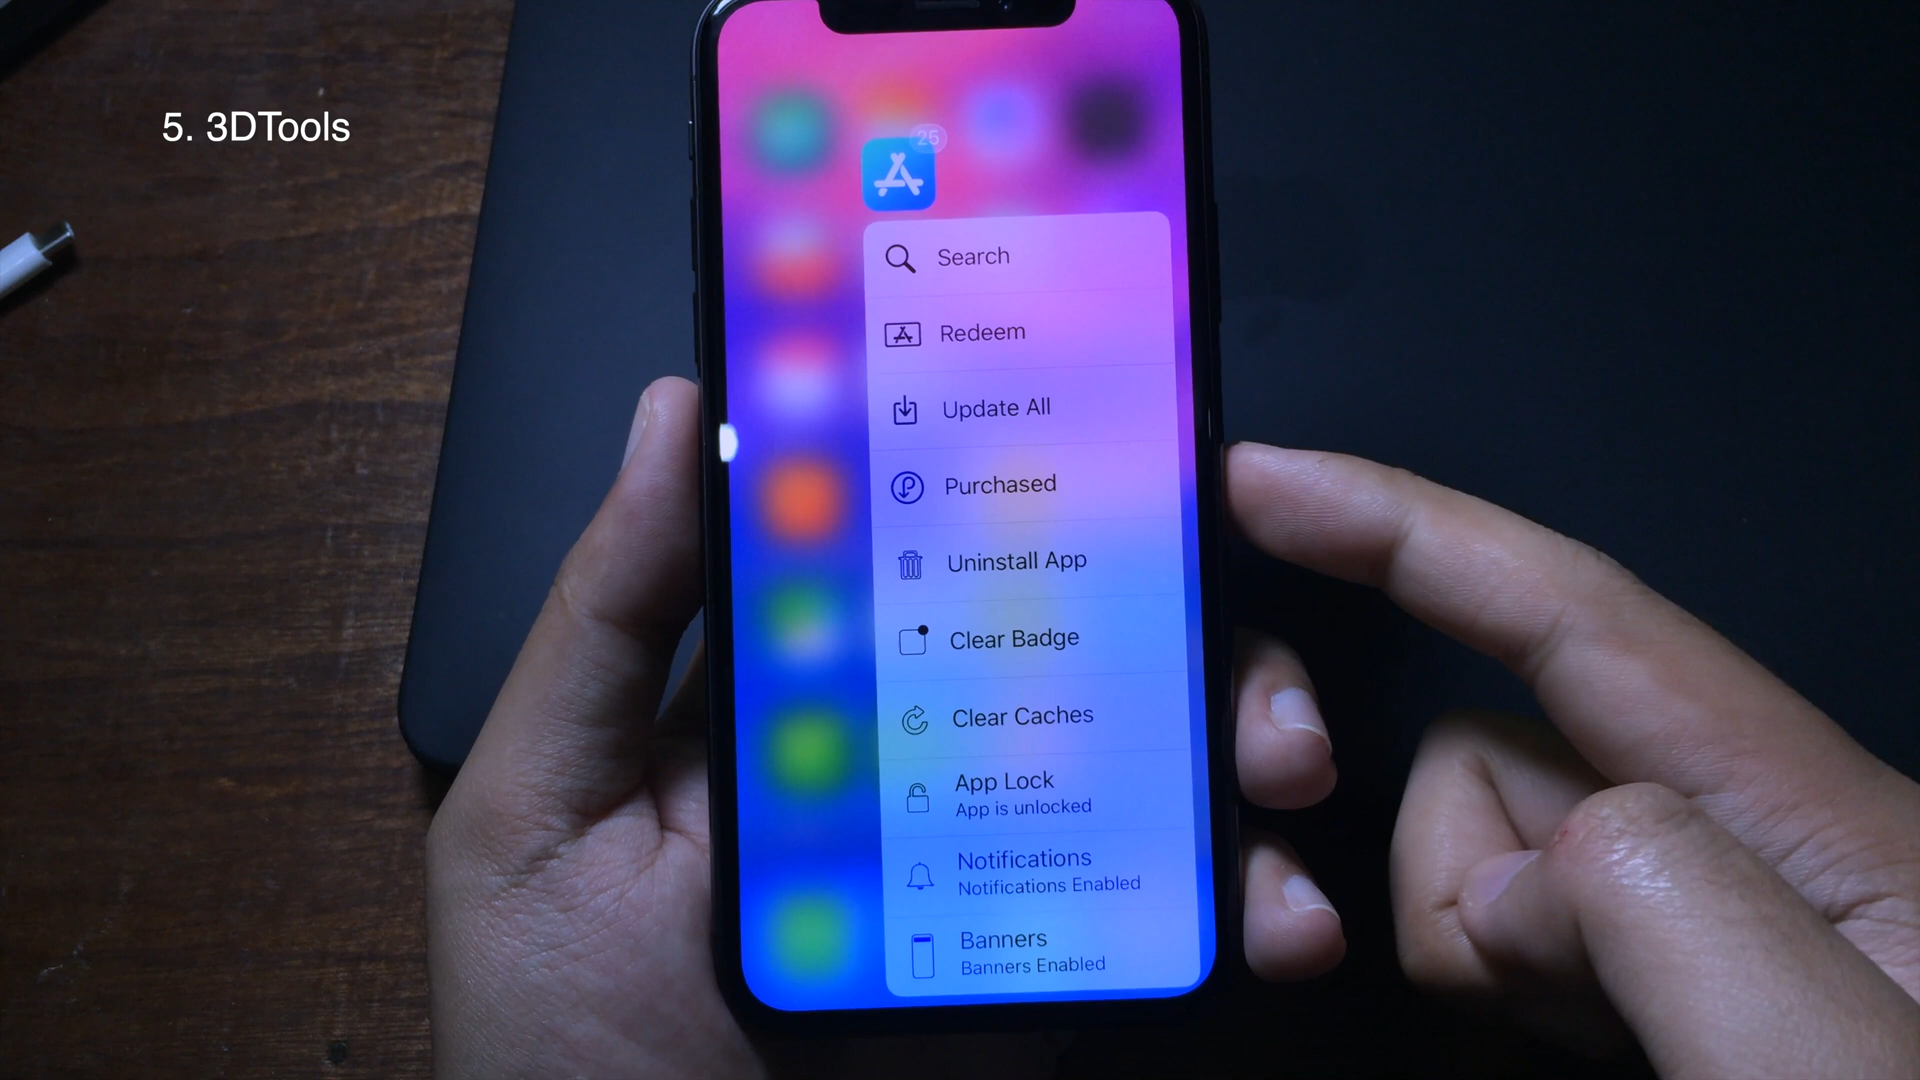 5. 3DTools
25
Search
Redeem
Update All
Purchased
Uninstall App
Clear Badge
Clear Caches
App Lock
App is unlocked
Notifications
Notifications Enabled
Banners
Banners Enabled